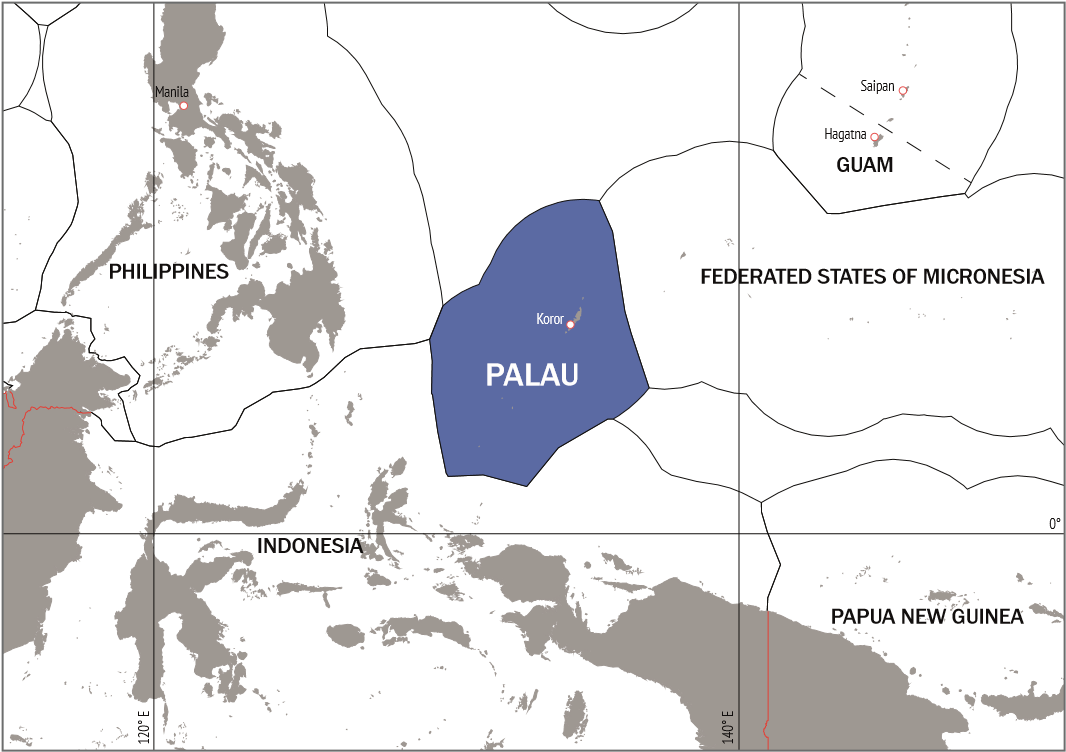 Manila
Saipan
Hagatna
GUAM
PHILIPPINES
FEDERATED STATES OF MICRONESIA
Koror
PALAU
0°
INDONESIA
PAPUA NEW GUINEA
120° E
140° E